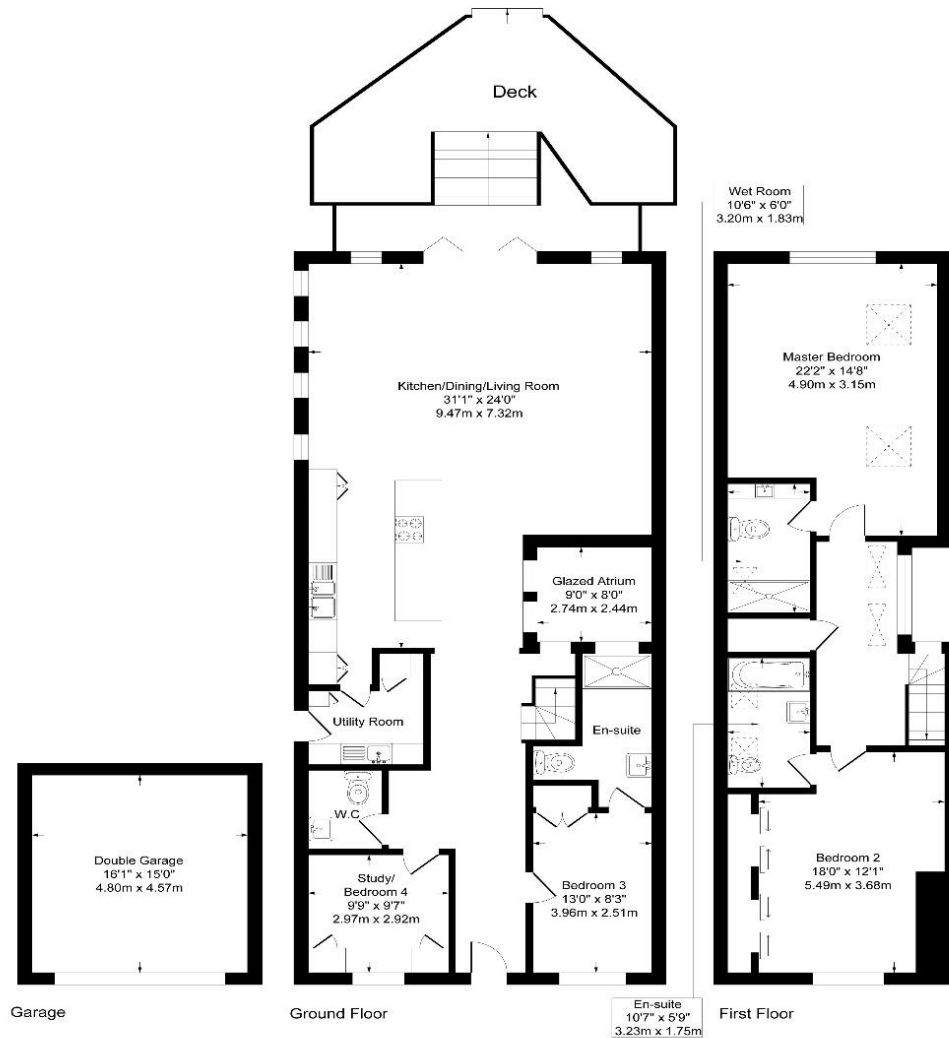 Deck
Wet Room
10'6" x 6'0"
3.20m x 1.83m
Kitchen/Dining/Living Room
31'1" x 24'0"
9.47m x 7.32m
Master Bedroom
22'2" x 14'8"
4.90m x 3.15m
Glazed Atrium
9'0" x 8'0"
2.74m x 2.44m
Utility Room
En-suite
W.C
Double Garage
16'1" x 15'0"
4.80m x 4.57m
Study/
Bedroom 4
9'9" x 9'7"
2.97m x 2.92m
Bedroom 3
13'0" x 8'3"
3.96m x 2.51m
Bedroom 2
18'0" x 12'1"
5.49m x 3.68m
En-suite
10'7" x 5'9"
3.23m x 1.75m
Garage
Ground Floor
First Floor